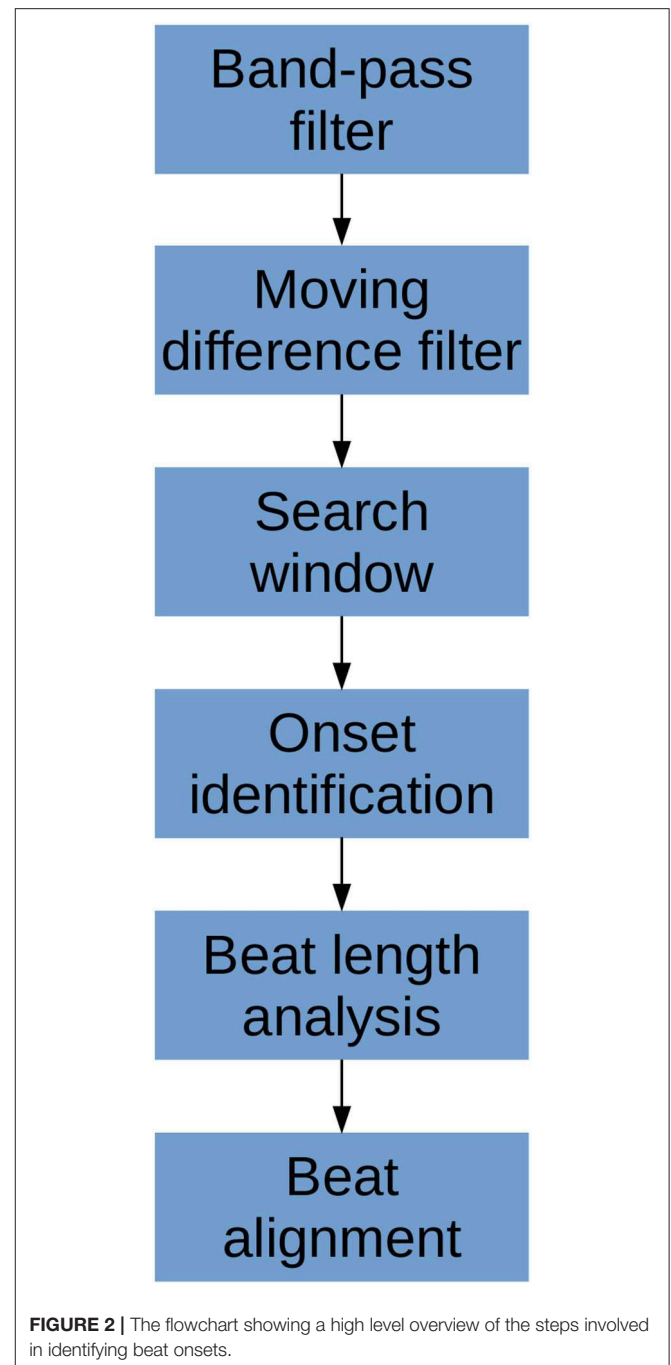 Band-pass
filter
Moving
difference filter
Search
window
Onset
identification
Beat length
analysis
Beat
alignment
FIGURE 2 | The flowchart showing a high level overview of the steps involved
in identifying beat onsets.